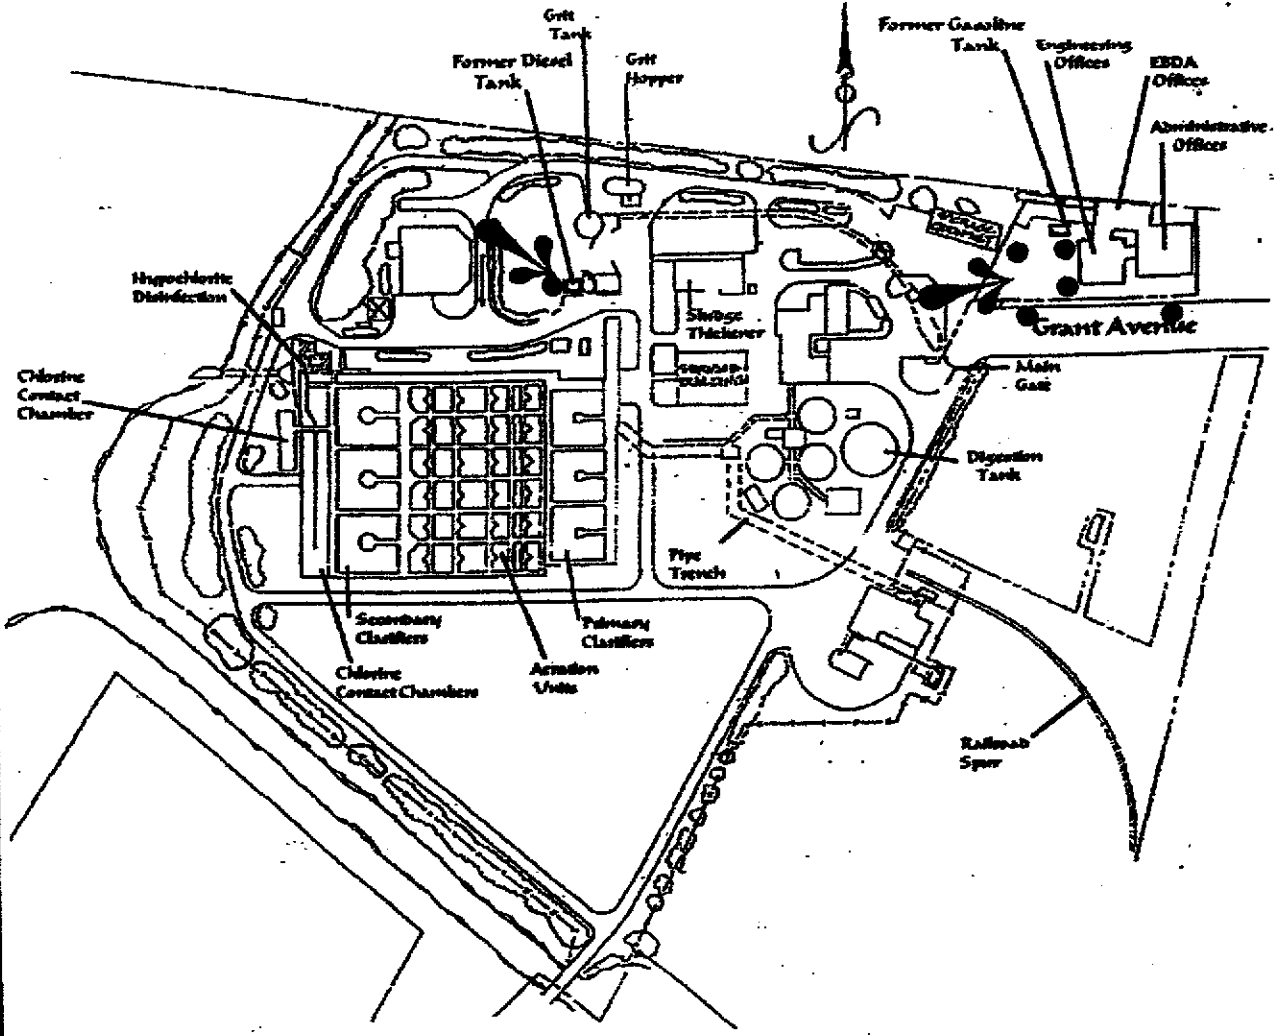 Grit
Tank
Former Diesel
Tank
Grit
Hopper
Former Gasoline
Tank
Engineering
Offices
EBDA
Offices
Administrative
Offices
Hypochlorite
Disinfection
Sludge
Thickener
Grant Avenue
Main
Gate
Chlorine
Contact
Chamber
Digestion
Tank
Pipe
Trench
Secondary
Clarifiers
Primary
Clarifiers
Chlorine
Contact Chambers
Aeration
Units
Railroad
Spur